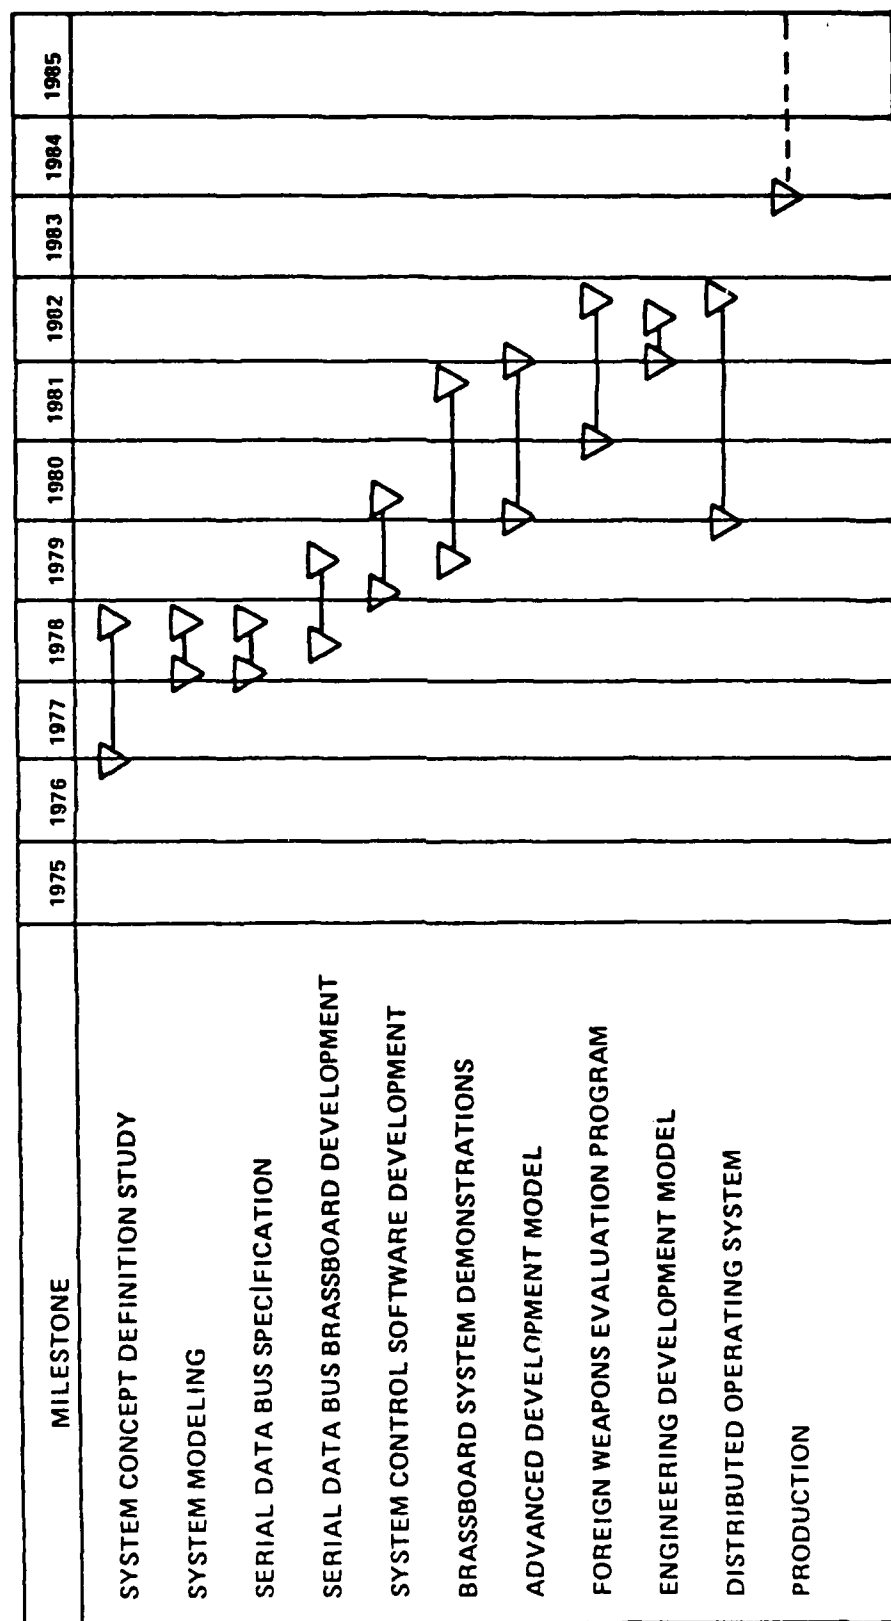 MILESTONE
1975
1976
1977
1978
1979
1980
1981
1982
1983
1984
1985
SYSTEM CONCEPT DEFINITION STUDY
SYSTEM MODELING
SERIAL DATA BUS SPECIFICATION
SERIAL DATA BUS BRASSBOARD DEVELOPMENT
SYSTEM CONTROL SOFTWARE DEVELOPMENT
BRASSBOARD SYSTEM DEMONSTRATIONS
ADVANCED DEVELOPMENT MODEL
FOREIGN WEAPONS EVALUATION PROGRAM
ENGINEERING DEVELOPMENT MODEL
DISTRIBUTED OPERATING SYSTEM
PRODUCTION